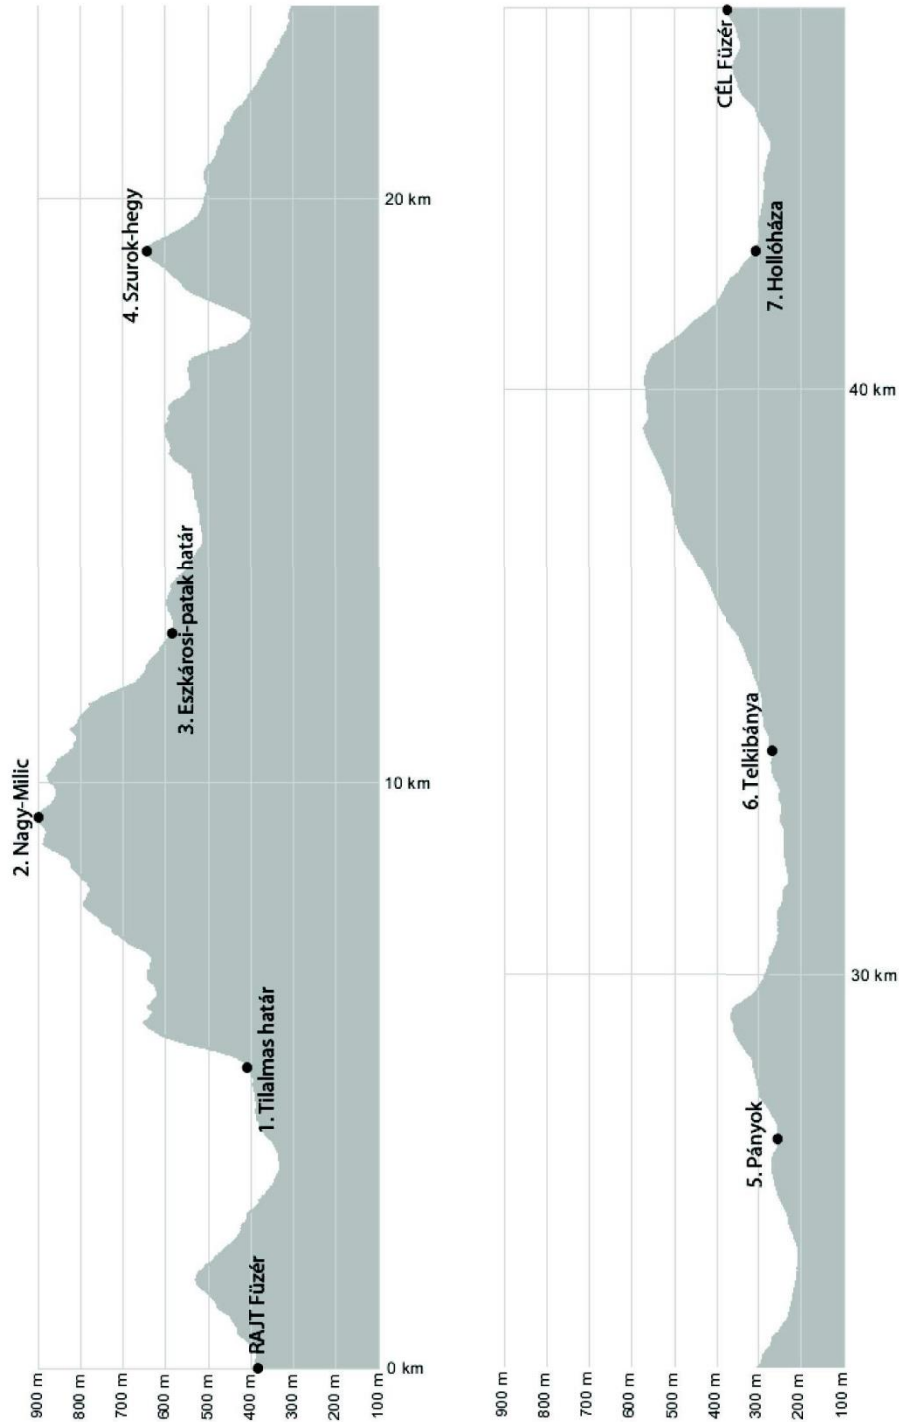 900 m
800 m
700 m
600 m
500 m
400 m
300 m
200 m
100 m
0 km
10 km
20 km
RAJT Füzér
1. Tilalmas határ
2. Nagy-Milic
3. Eszkárosi-patak határ
4. Szurok-hegy
900 m
800 m
700 m
600 m
500 m
400 m
300 m
200 m
100 m
30 km
40 km
5. Pányok
6. Telkibánya
7. Hollóháza
CÉL Füzér